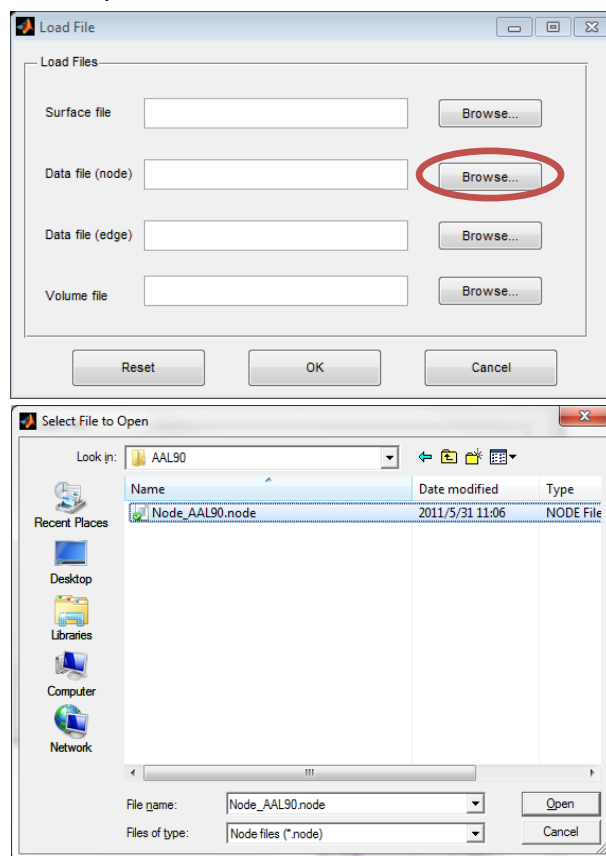 Load File
Load Files
Surface file Browse...
Data file (node) Browse...
Data file (edge) Browse...
Volume file Browse...
Reset OK Cancel
Select File to Open
Look in: AAL90
Name Date modified Type
Node_AAL90.node 2011/5/31 11:06 NODE File
Recent Places
Desktop
Libraries
Computer
Network
File name: Node_AAL90.node Open
Files of type: Node files (*.node) Cancel